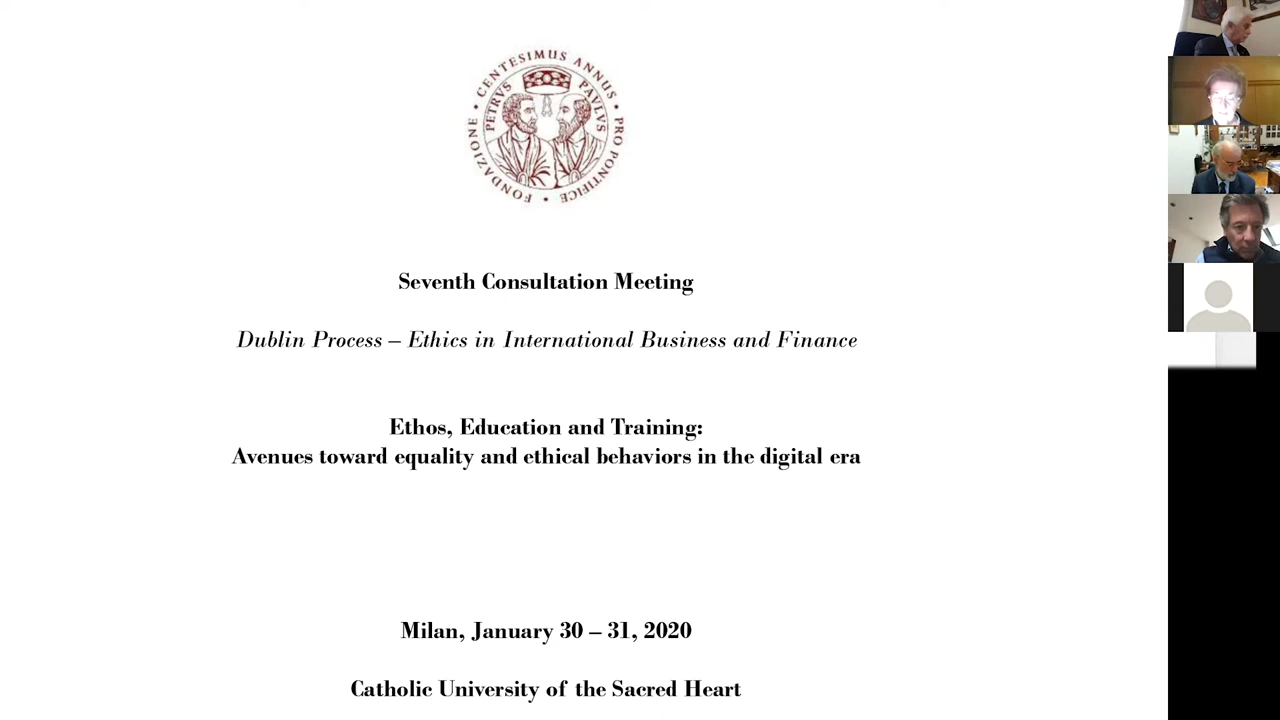 FONDAZIONE • CENTESIMUS ANNUS • PRO PONTIFICE •
PETRVS PAVLVS
Seventh Consultation Meeting
Dublin Process – Ethics in International Business and Finance
Ethos, Education and Training:
Avenues toward equality and ethical behaviors in the digital era
Milan, January 30 – 31, 2020
Catholic University of the Sacred Heart